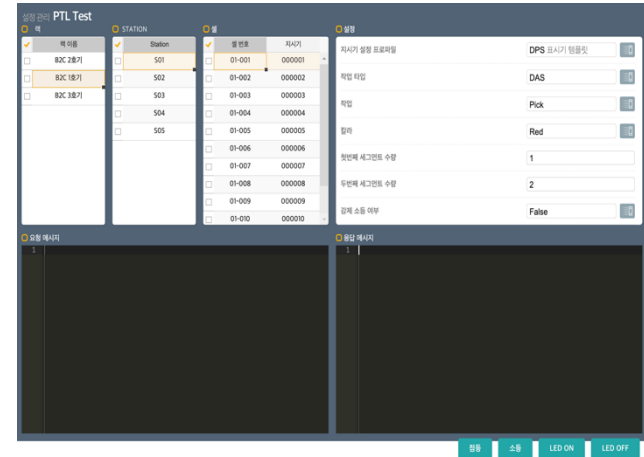 설정 관리 PTL Test
랙
STATION
셀
설정
랙 이름
Station
셀 번호 지시기
B2C 2호기
B2C 1호기
B2C 3호기
S01
S02
S03
S04
S05
01-001 000001
01-002 000002
01-003 000003
01-004 000004
01-005 000005
01-006 000006
01-007 000007
01-008 000008
01-009 000009
01-010 000010
지시기 설정 프로파일 DPS 표시기 템플릿
작업 타입 DAS
작업 Pick
칼라 Red
첫번째 세그먼트 수량 1
두번째 세그먼트 수량 2
강제 소등 여부 False
요청 메시지
1
응답 메시지
1
점등 소등 LED ON LED OFF